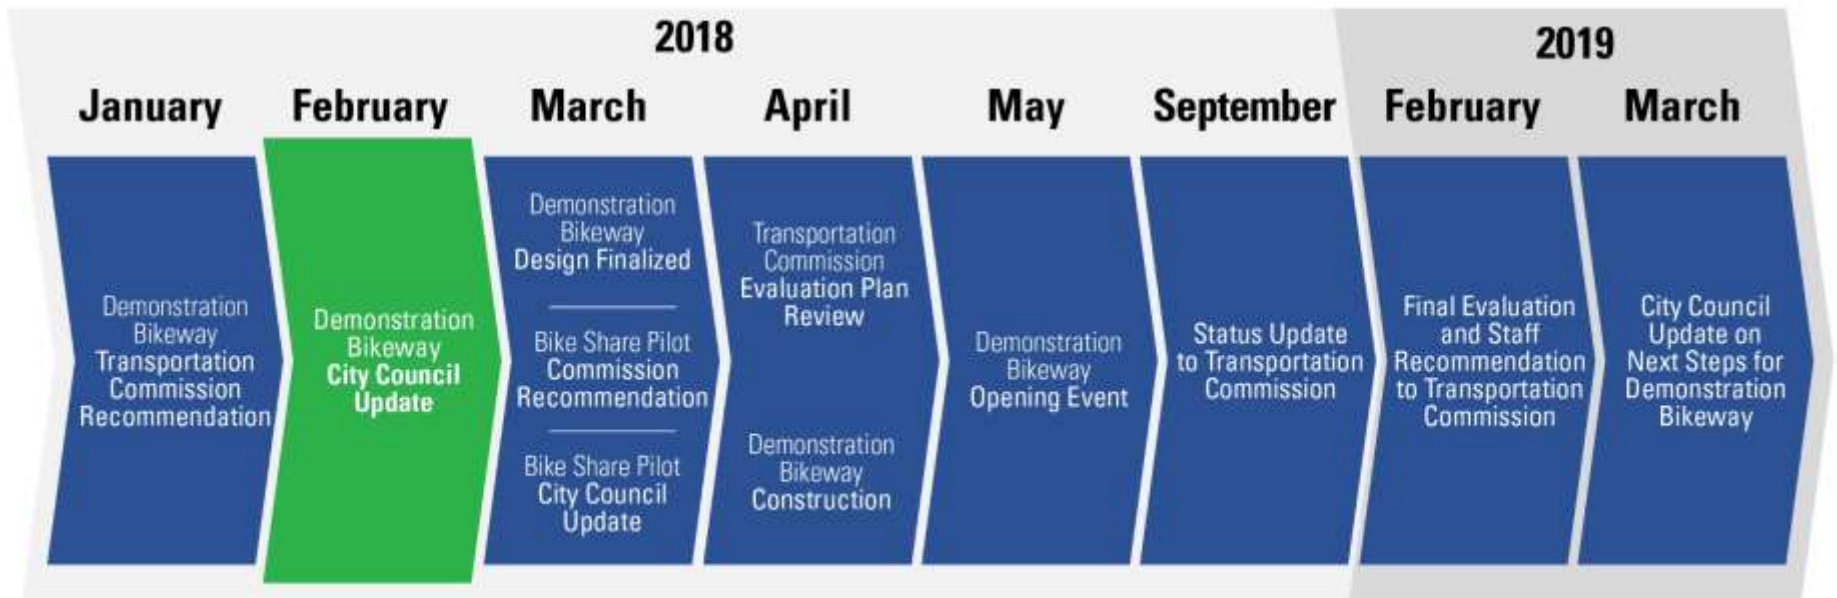 2018
2019
January
February
March
April
May
September
February
March
Demonstration
Bikeway
Transportation
Commission
Recommendation
Demonstration
Bikeway
City Council
Update
Demonstration
Bikeway
Design Finalized
Bike Share Pilot
Commission
Recommendation
Bike Share Pilot
City Council
Update
Transportation
Commission
Evaluation Plan
Review
Demonstration
Bikeway
Construction
Demonstration
Bikeway
Opening Event
Status Update
to Transportation
Commission
Final Evaluation
and Staff
Recommendation
to Transportation
Commission
City Council
Update on
Next Steps for
Demonstration
Bikeway